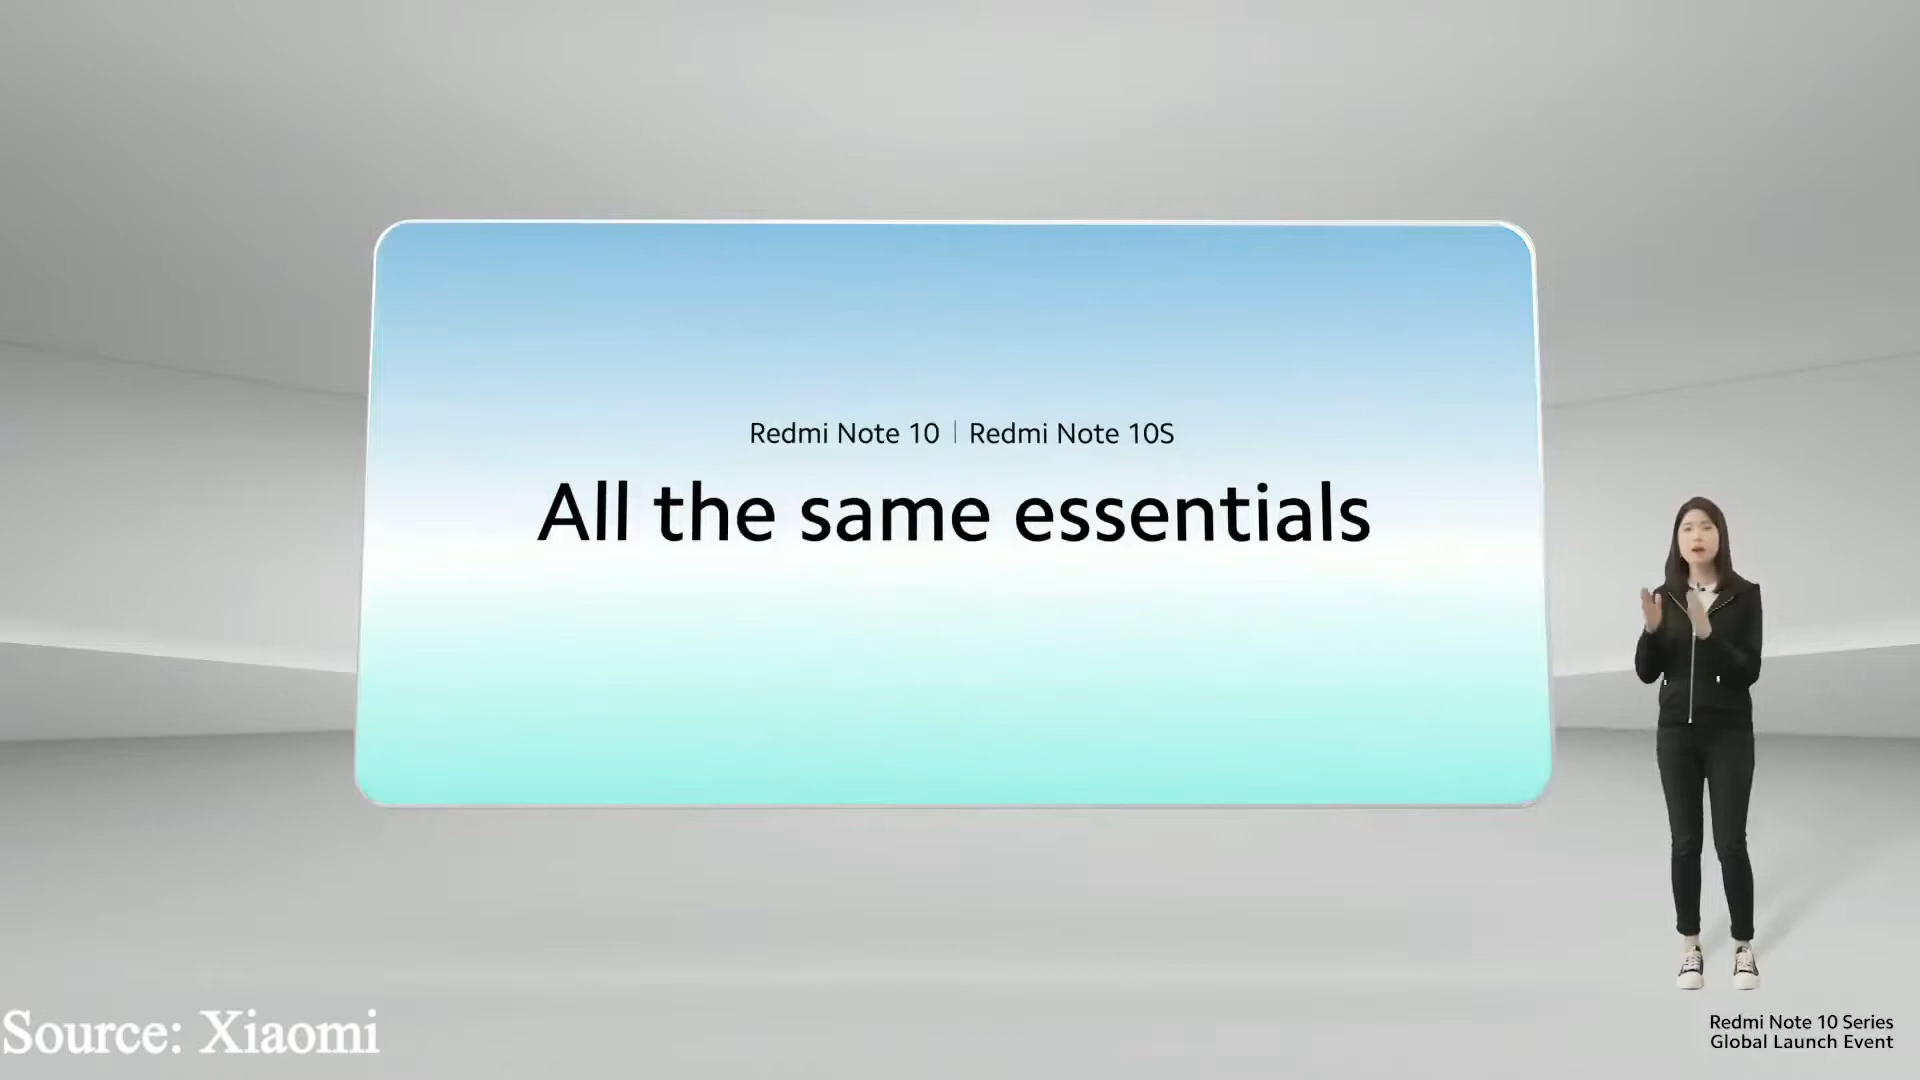 Redmi Note 10 | Redmi Note 10S
All the same essentials
Source: Xiaomi
Redmi Note 10 Series
Global Launch Event